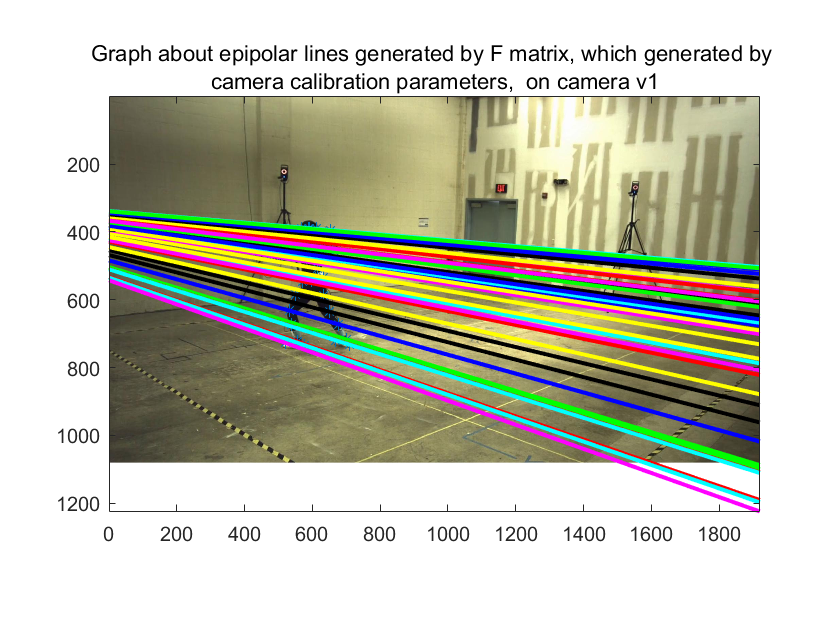 Graph about epipolar lines generated by F matrix, which generated by
camera calibration parameters,  on camera v1
200
400
600
800
1000
1200
0 200 400 600 800 1000 1200 1400 1600 1800